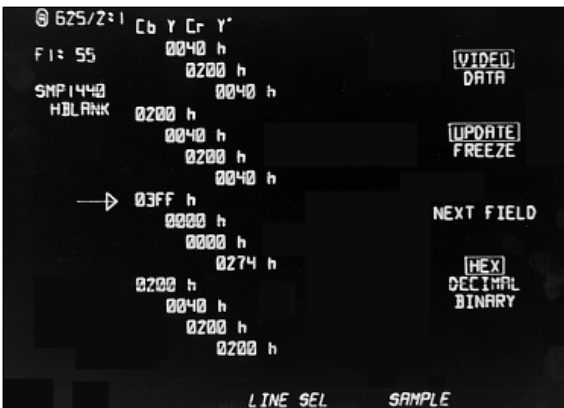 @ 625/2:1 Cb Y Cr Y'
0040 h
F1: 55
0200 h
[VIDEO]
DATA
SMP1440
0040 h
HBLANK
0200 h
0040 h
[UPDATE]
0200 h
FREEZE
0040 h
03FF h
0000 h
NEXT FIELD
0000 h
0274 h
[HEX]
0200 h
DECIMAL
0040 h
BINARY
0200 h
0200 h
LINE SEL SAMPLE